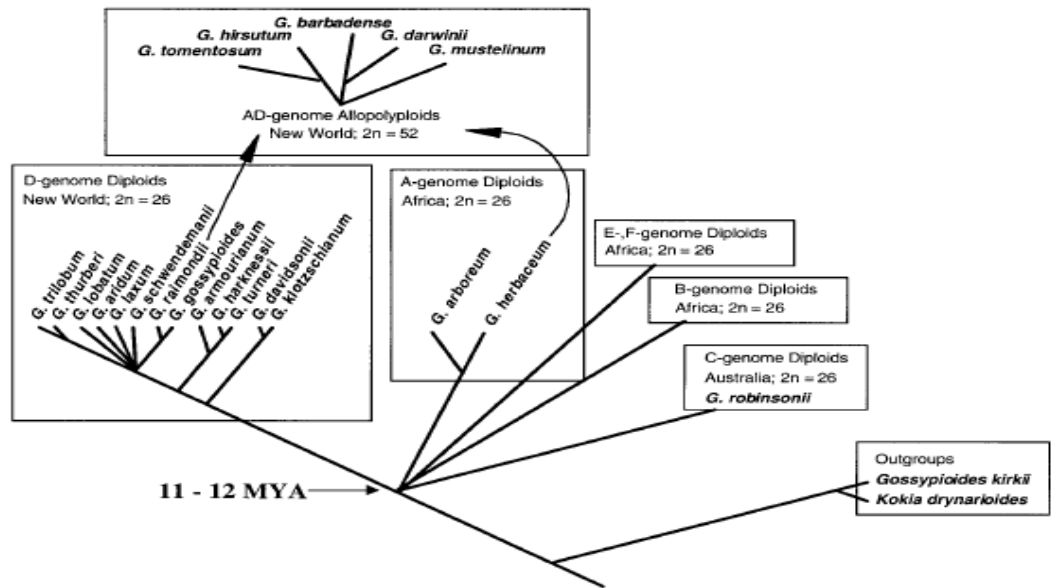 G. barbadense
G. hirsutum
G. darwinii
G. tomentosum
G. mustelinum
AD-genome Allopolyploids
New World; 2n = 52
D-genome Diploids
New World; 2n = 26
G. trilobum
G. thurberi
G. lobatum
G. aridum
G. laxum
G. schwendemanii
G. raimondii
G. gossypioides
G. armourianum
G. harknessii
G. turneri
G. davidsonii
G. klotzschianum
A-genome Diploids
Africa; 2n = 26
G. arboreum
G. herbaceum
E-,F-genome Diploids
Africa; 2n = 26
B-genome Diploids
Africa; 2n = 26
C-genome Diploids
Australia; 2n = 26
G. robinsonii
Outgroups
Gossypioides kirkii
Kokia drynarioides
11 - 12 MYA